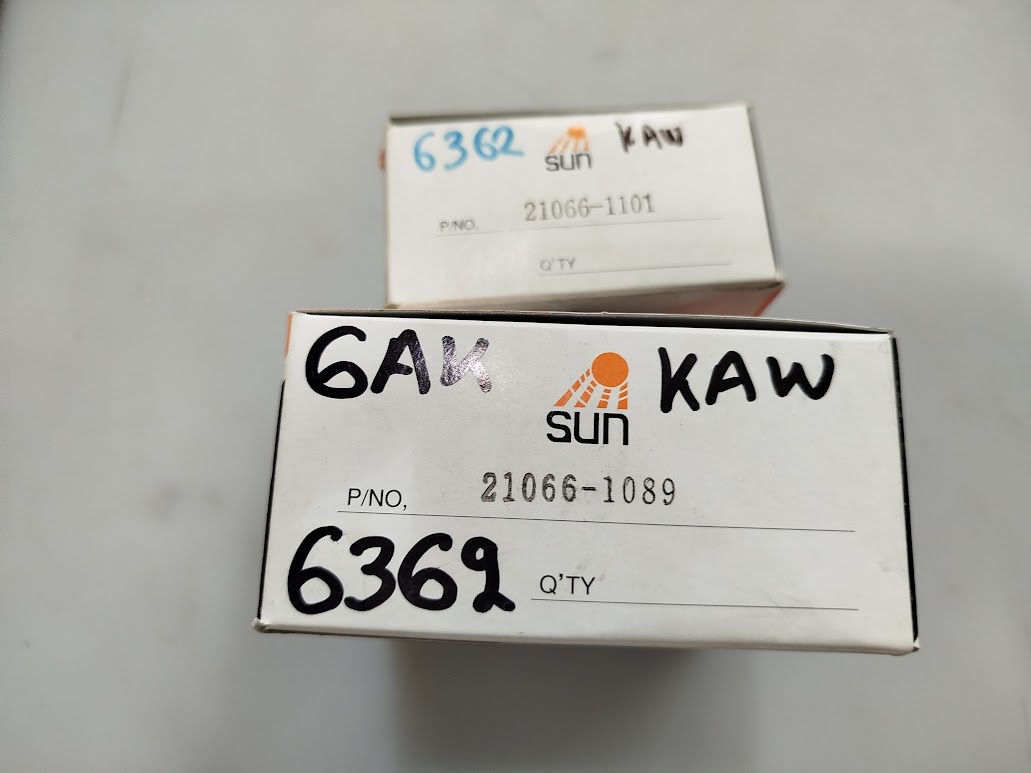 6362 sun KAW
P/NO. 21066-1101
Q'TY
6AK sun KAW
P/NO, 21066-1089
6362 Q'TY